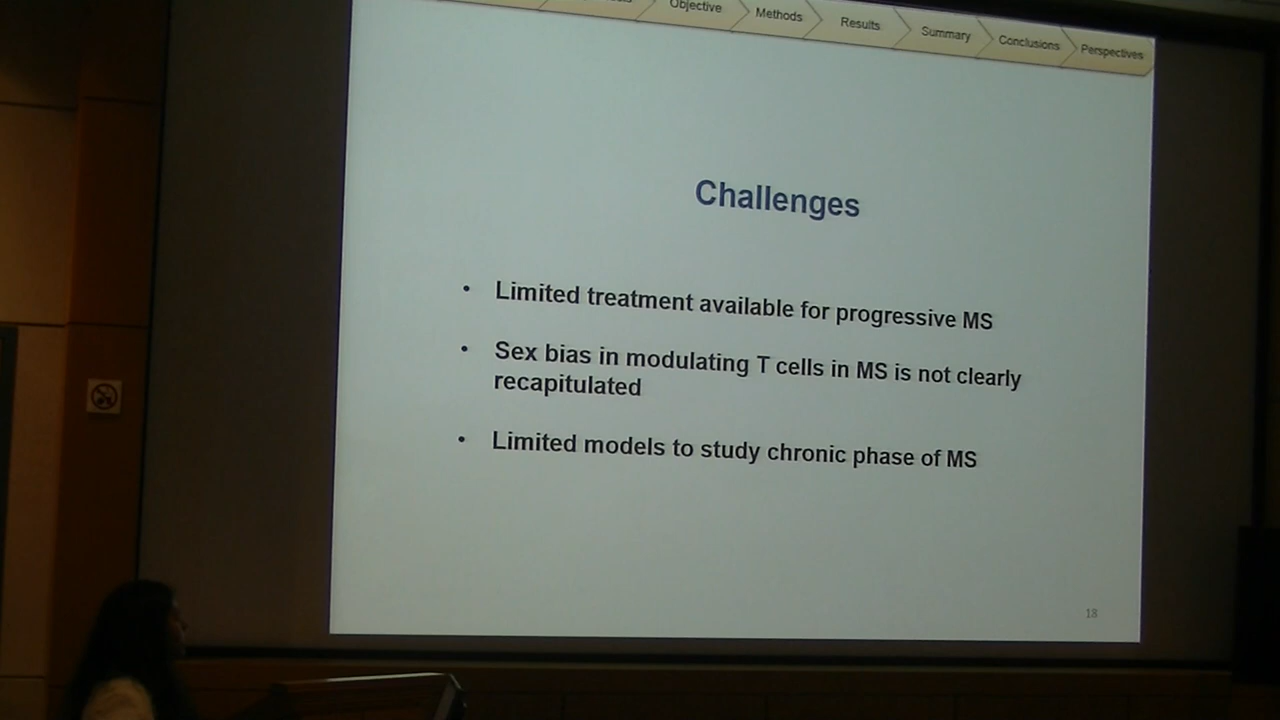 Objective
Methods
Results
Summary
Conclusions
Perspectives
Challenges
• Limited treatment available for progressive MS
• Sex bias in modulating T cells in MS is not clearly
recapitulated
• Limited models to study chronic phase of MS
18